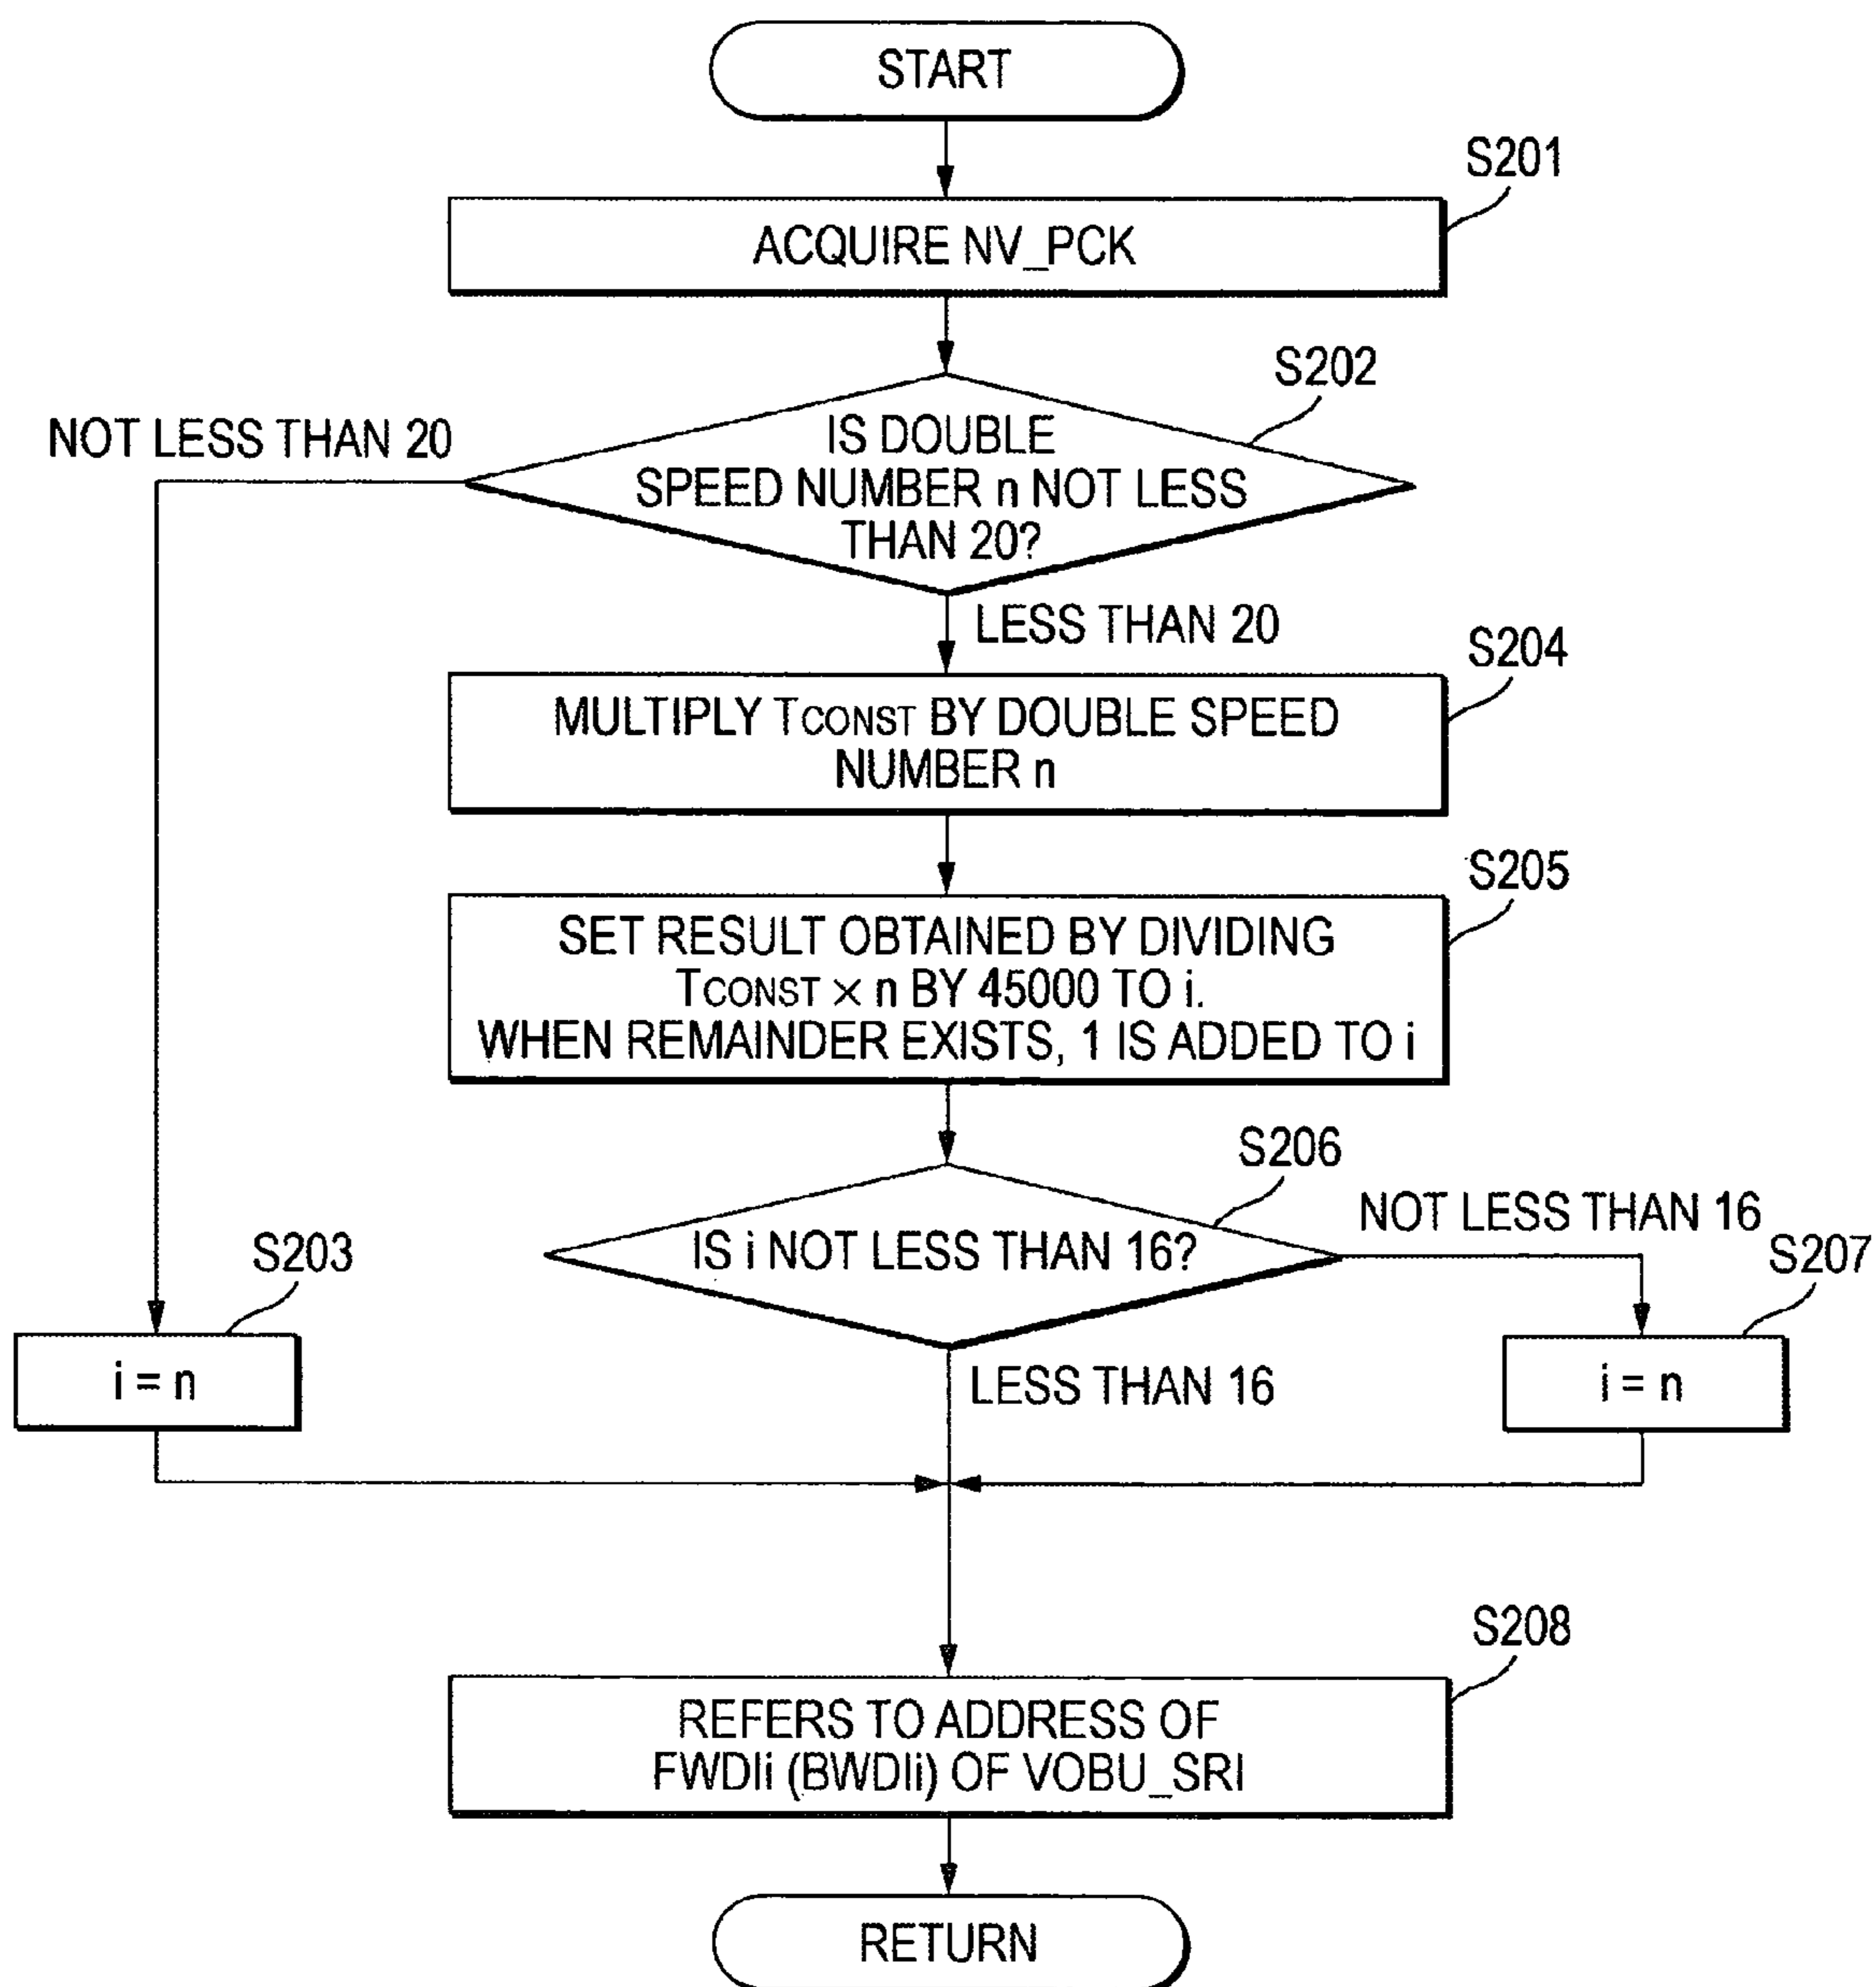 START
S201
ACQUIRE NV_PCK
S202
NOT LESS THAN 20
IS DOUBLE
SPEED NUMBER n NOT LESS
THAN 20?
LESS THAN 20
S204
MULTIPLY TCONST BY DOUBLE SPEED
NUMBER n
S205
SET RESULT OBTAINED BY DIVIDING
TCONST × n BY 45000 TO i.
WHEN REMAINDER EXISTS, 1 IS ADDED TO i
S206
NOT LESS THAN 16
IS i NOT LESS THAN 16?
S203
S207
i = n
LESS THAN 16
i = n
S208
REFERS TO ADDRESS OF
FWDIi (BWDIi) OF VOBU_SRI
RETURN